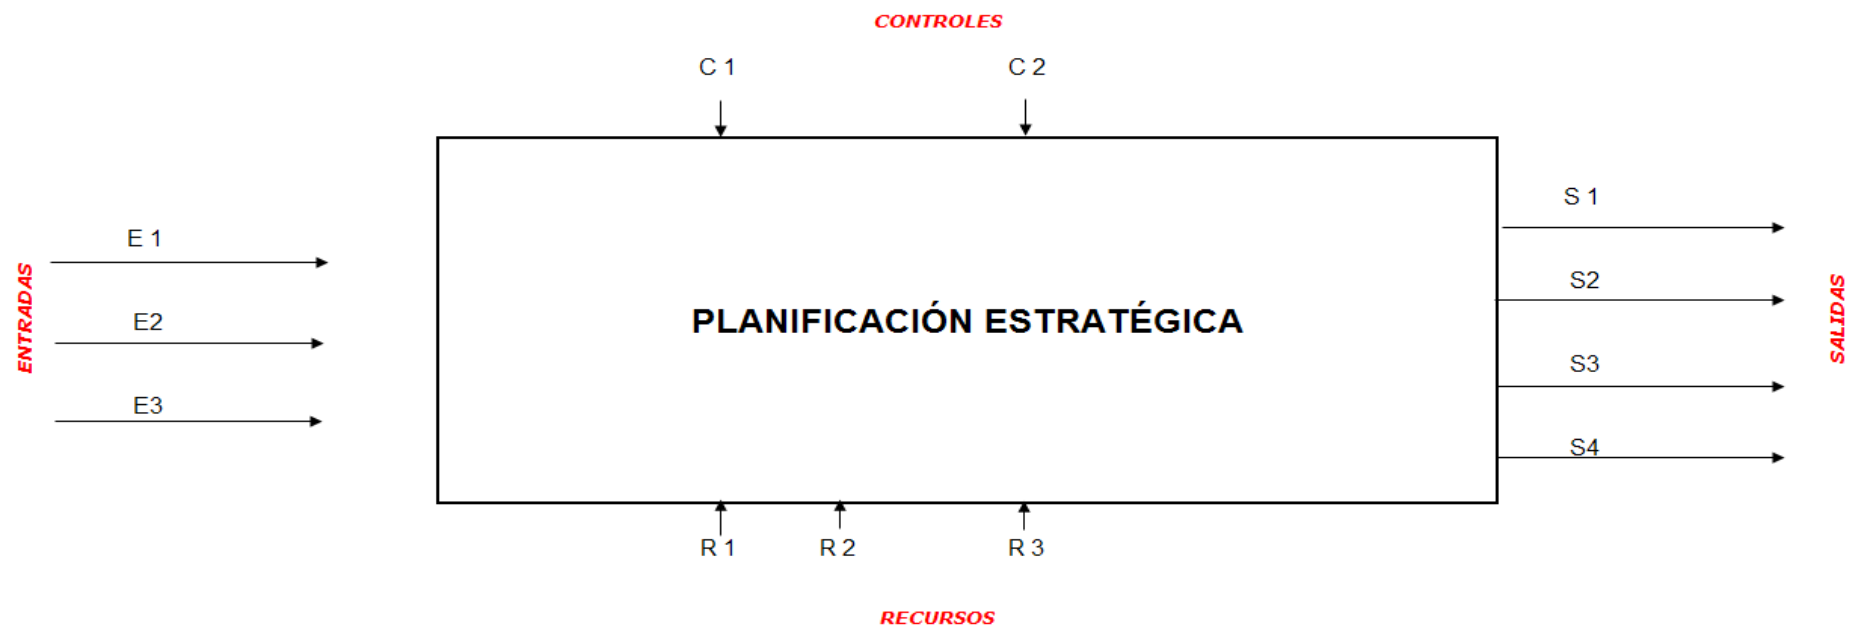 CONTROLES
C 1
C 2
S 1
E 1
S2
ENTRADAS
E2
PLANIFICACIÓN ESTRATÉGICA
SALIDAS
S3
E3
S4
R 1
R 2
R 3
RECURSOS